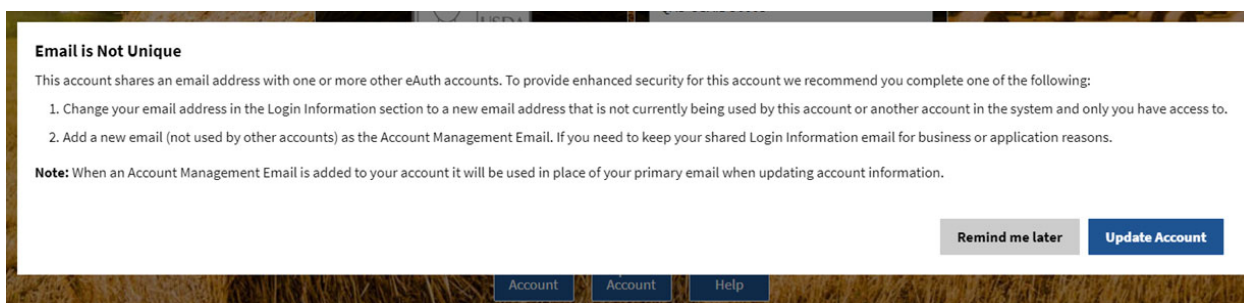 USDA
Email is Not Unique
This account shares an email address with one or more other eAuth accounts. To provide enhanced security for this account we recommend you complete one of the following:
1. Change your email address in the Login Information section to a new email address that is not currently being used by this account or another account in the system and only you have access to.
2. Add a new email (not used by other accounts) as the Account Management Email. If you need to keep your shared Login Information email for business or application reasons.
Note: When an Account Management Email is added to your account it will be used in place of your primary email when updating account information.
Remind me later Update Account
Account Account Help